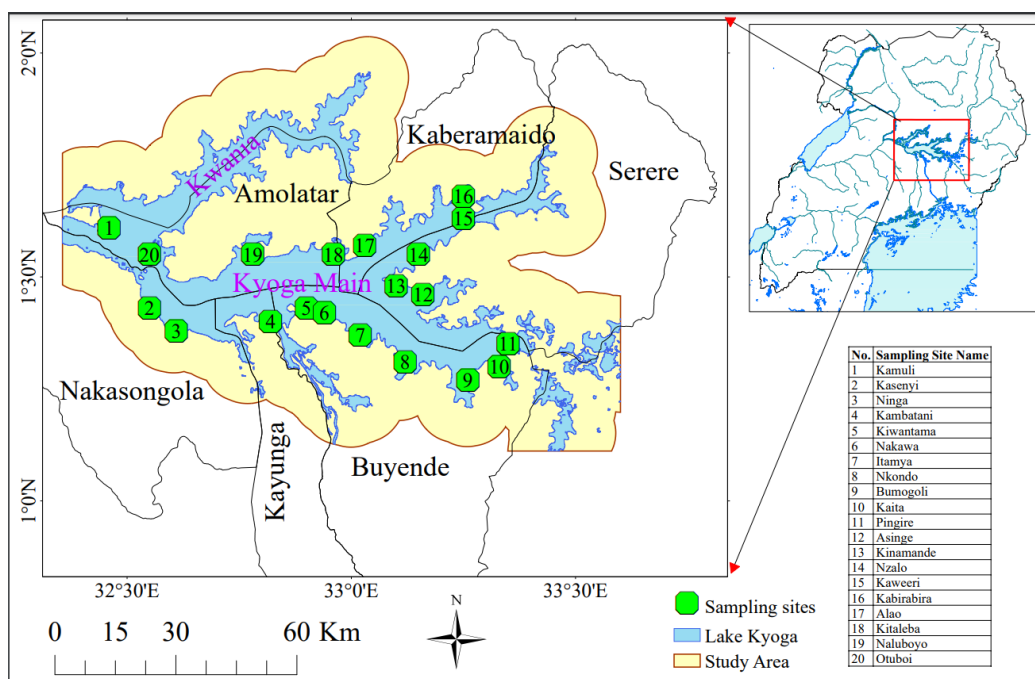 2°0'N
1°30'N
1°0'N
32°30'E
33°0'E
33°30'E
Kwania
Kaberamaido
Serere
Amolatar
Kyoga Main
Nakasongola
Kayunga
Buyende
1
2
3
4
5
6
7
8
9
10
11
12
13
14
15
16
17
18
19
20
0 15 30 60 Km
N
Sampling sites
Lake Kyoga
Study Area
No. Sampling Site Name
1 Kamuli
2 Kasenyi
3 Ninga
4 Kambatani
5 Kiwantama
6 Nakawa
7 Itamya
8 Nkondo
9 Bumogoli
10 Kaita
11 Pingire
12 Asinge
13 Kinamande
14 Nzalo
15 Kaweeri
16 Kabirabira
17 Alao
18 Kitaleba
19 Naluboyo
20 Otuboi